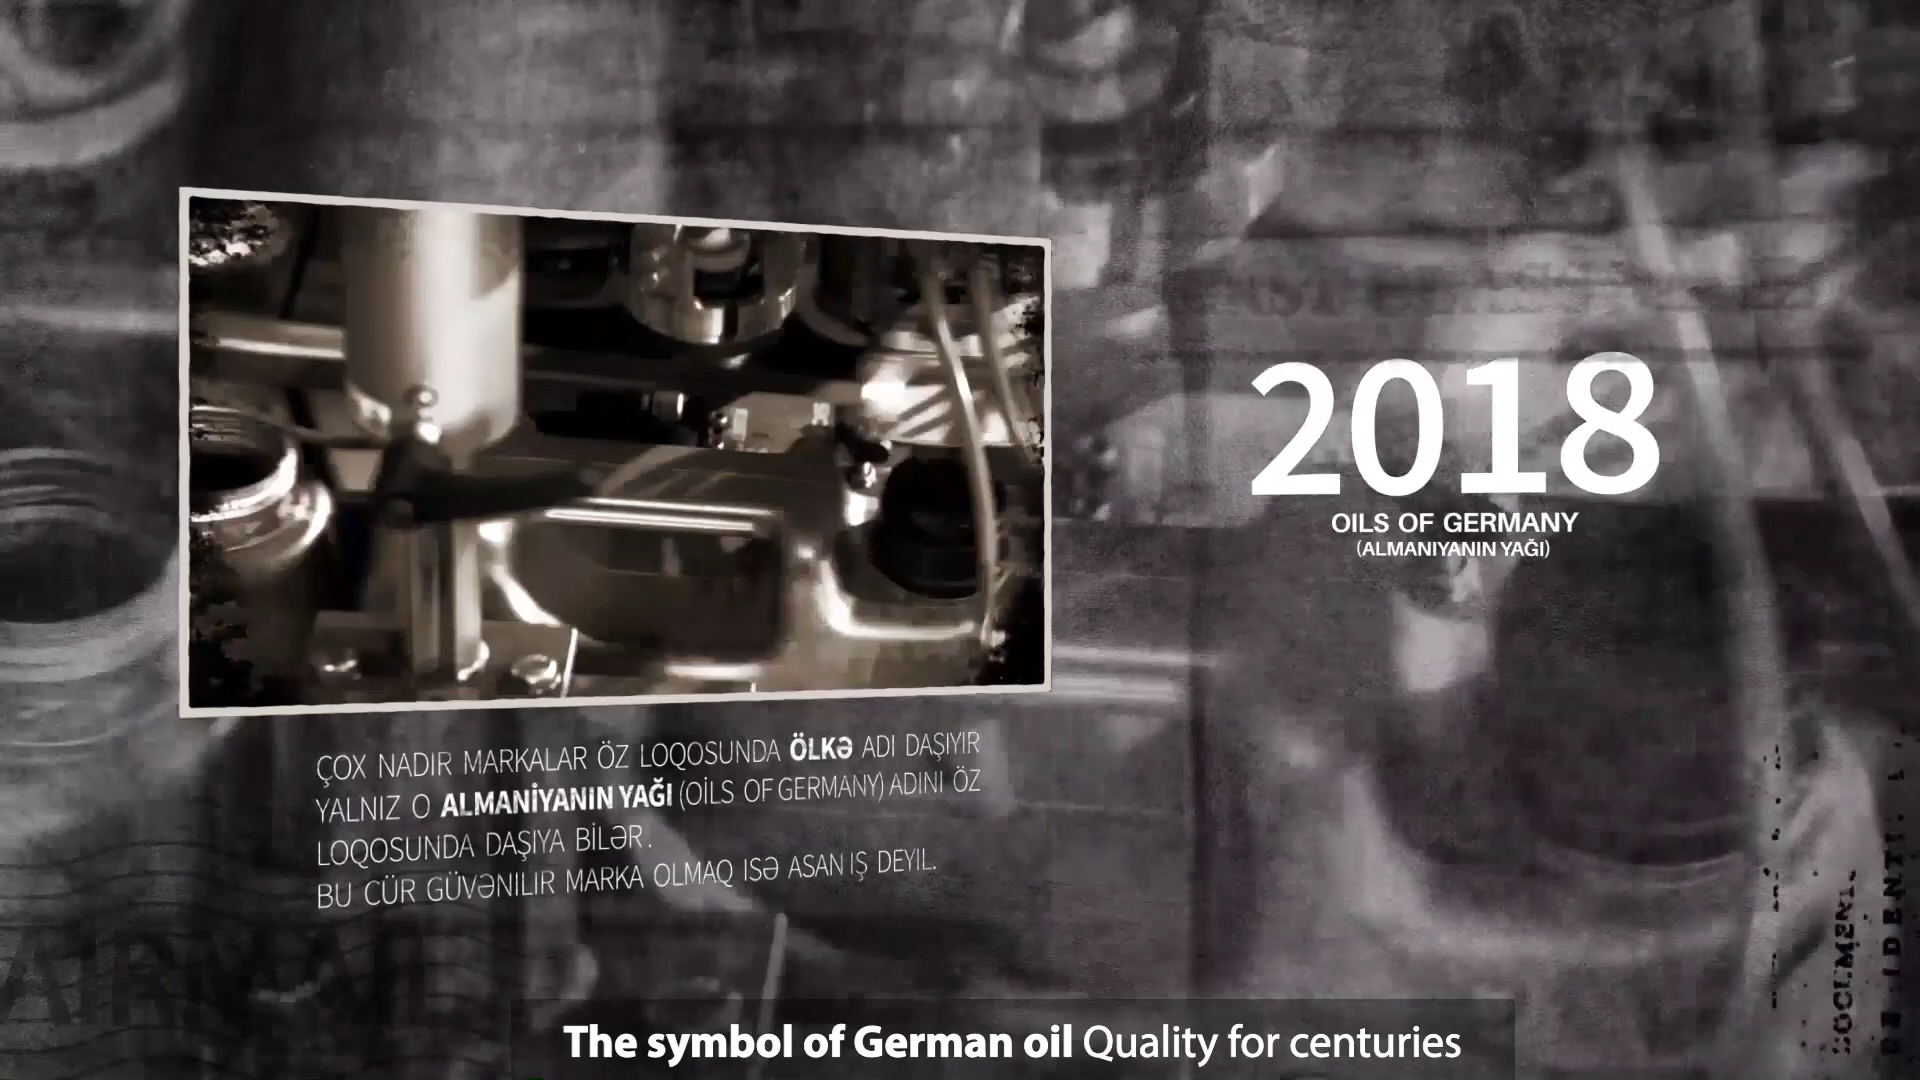 2018
OILS OF GERMANY
(ALMANIYANIN YAĞI)
ÇOX NADIR MARKALAR ÖZ LOQOSUNDA ÖLKƏ ADI DAŞIYIR
YALNIZ O ALMANİYANIN YAĞI (OİLS OF GERMANY) ADINI ÖZ
LOQOSUNDA DAŞIYA BİLƏR.
BU CÜR GÜVƏNILIR MARKA OLMAQ ISƏ ASAN IŞ DEYIL.
The symbol of German oil Quality for centuries